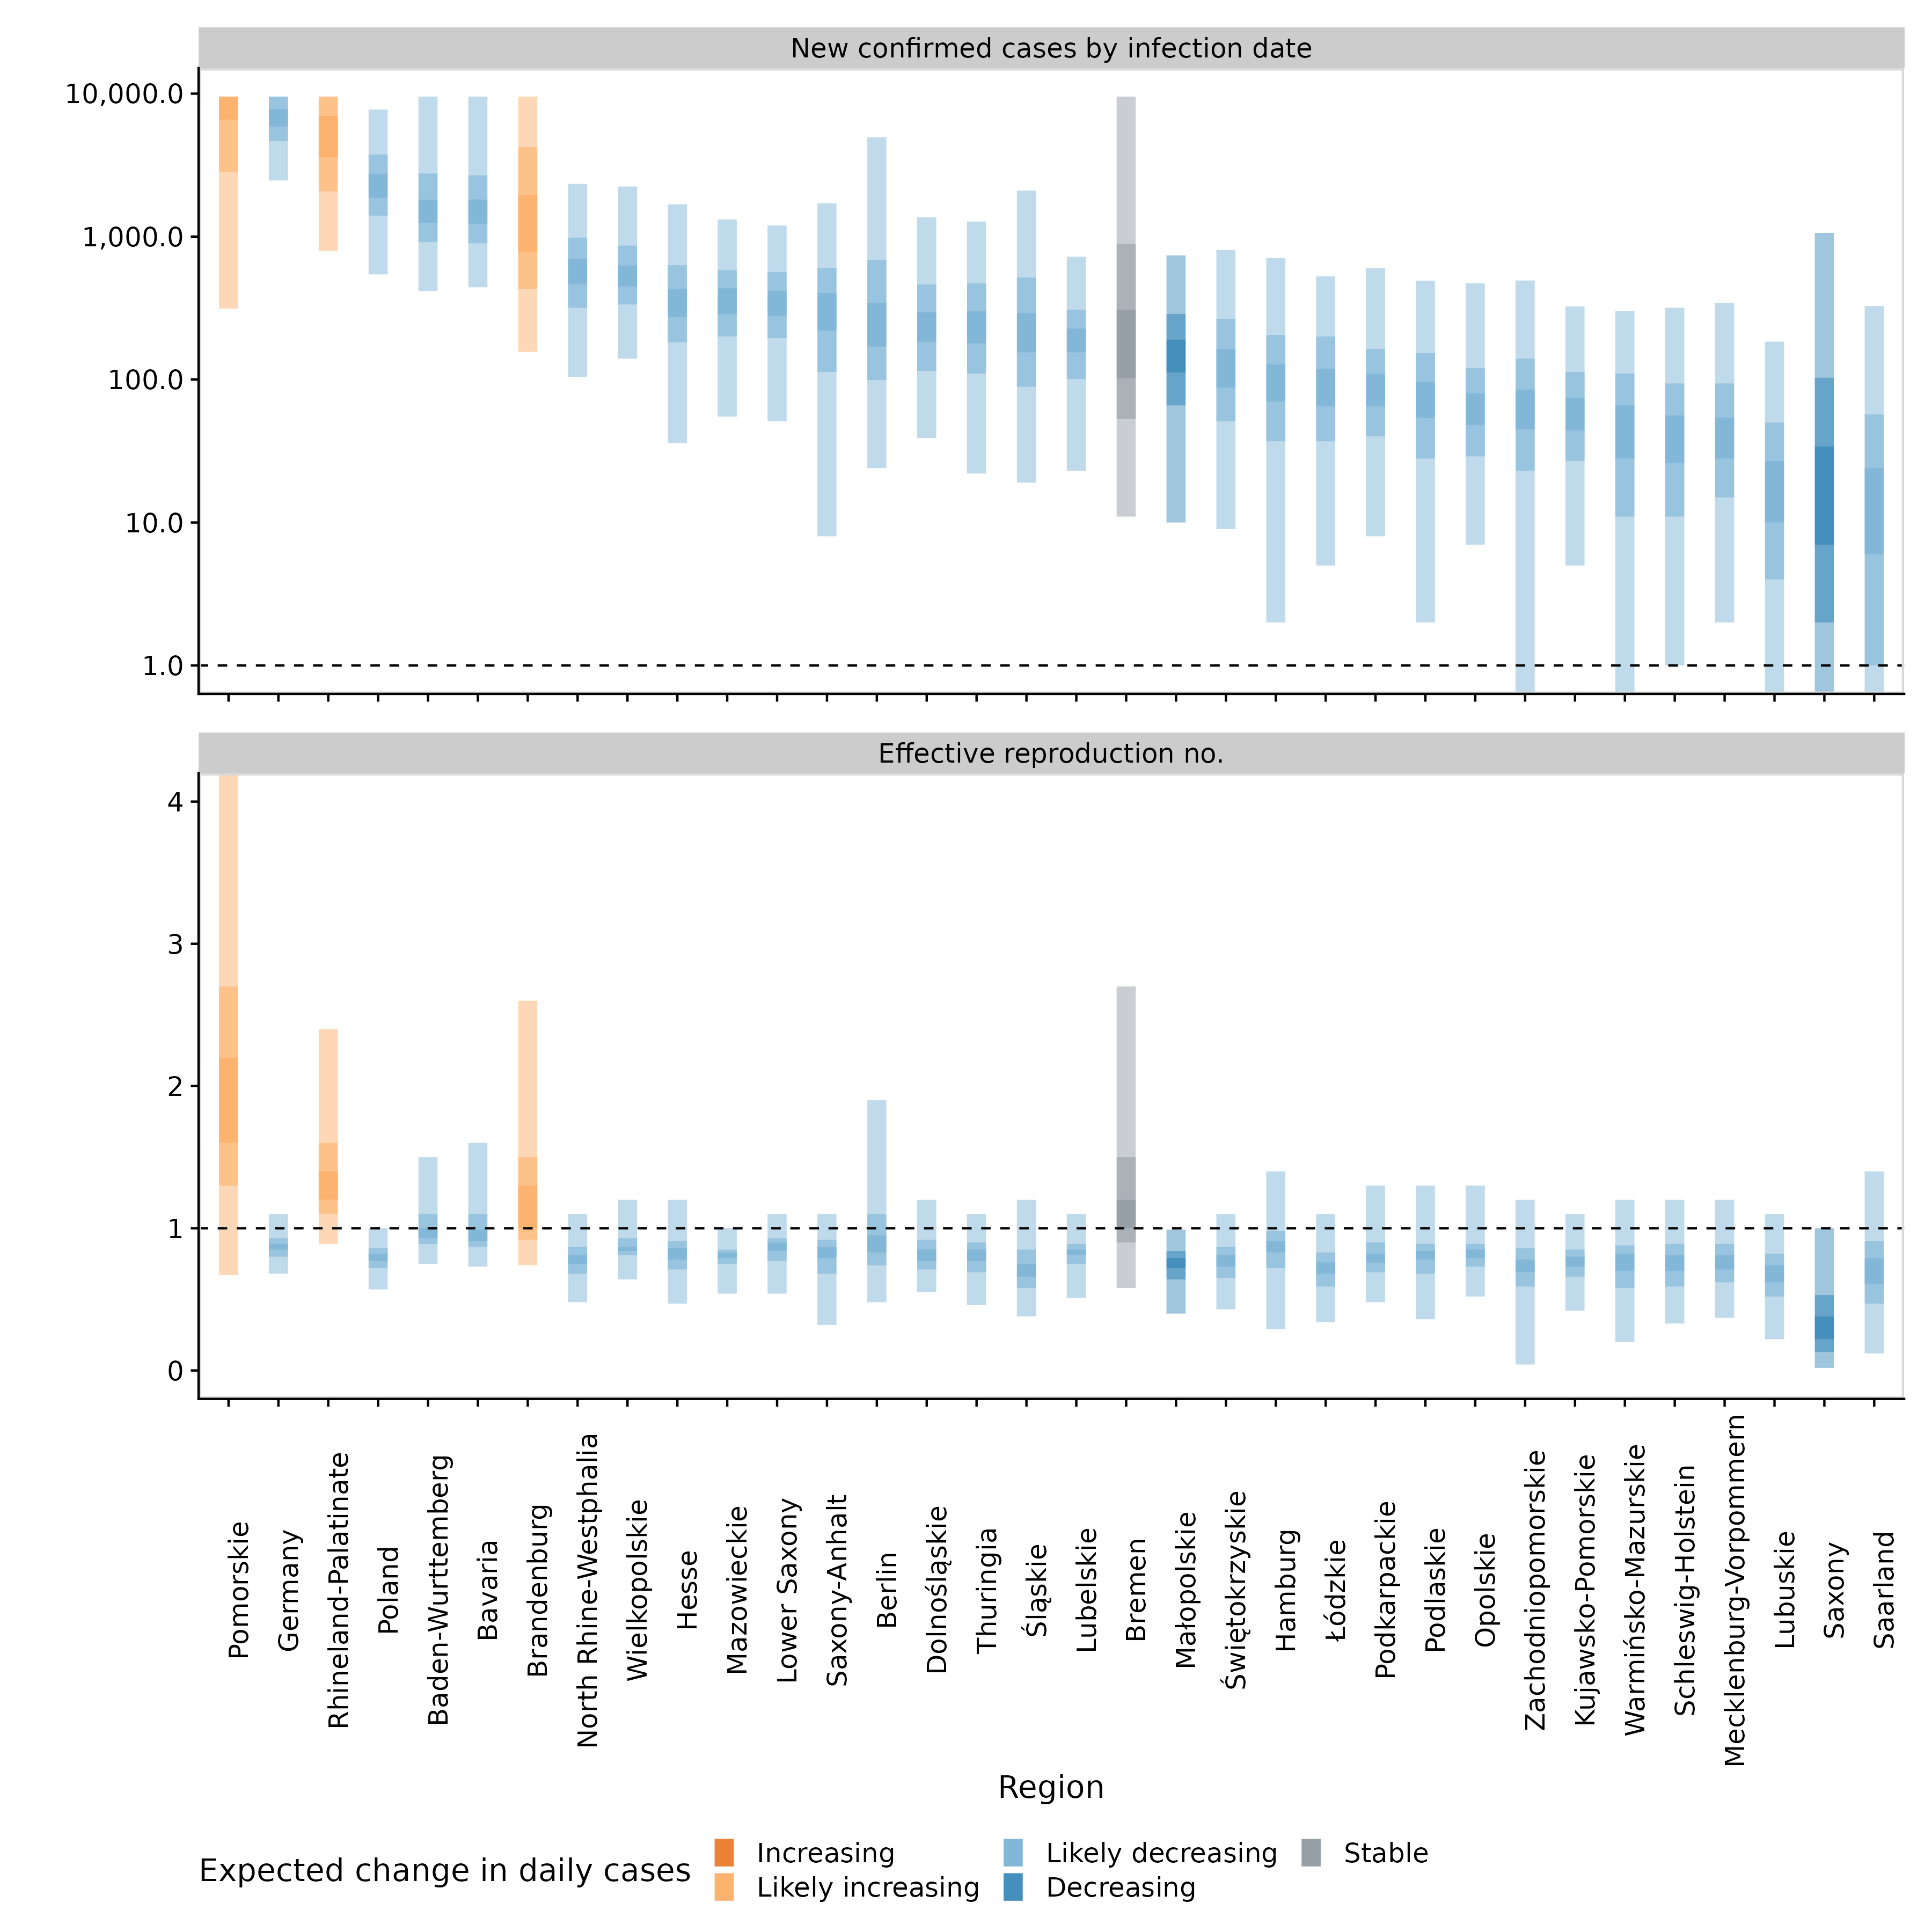 New confirmed cases by infection date
10,000.0
1,000.0
100.0
10.0
1.0
Effective reproduction no.
4
3
2
1
0
Pomorskie
Germany
Rhineland-Palatinate
Poland
Baden-Wurttemberg
Bavaria
Brandenburg
North Rhine-Westphalia
Wielkopolskie
Hesse
Mazowieckie
Lower Saxony
Saxony-Anhalt
Berlin
Dolnośląskie
Thuringia
Śląskie
Lubelskie
Bremen
Małopolskie
Świętokrzyskie
Hamburg
Łódzkie
Podkarpackie
Podlaskie
Opolskie
Zachodniopomorskie
Kujawsko-Pomorskie
Warmińsko-Mazurskie
Schleswig-Holstein
Mecklenburg-Vorpommern
Lubuskie
Saxony
Saarland
Region
Expected change in daily cases
Increasing
Likely increasing
Likely decreasing
Decreasing
Stable